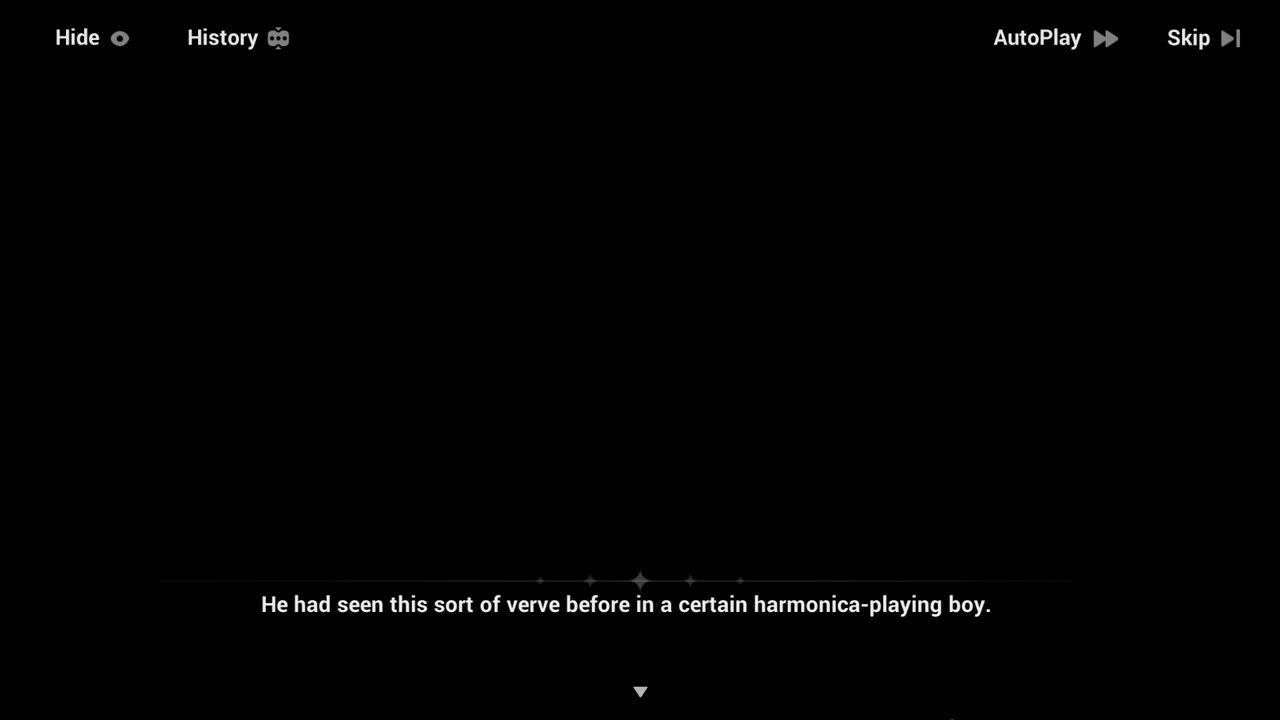 Hide
History
AutoPlay
Skip
He had seen this sort of verve before in a certain harmonica-playing boy.